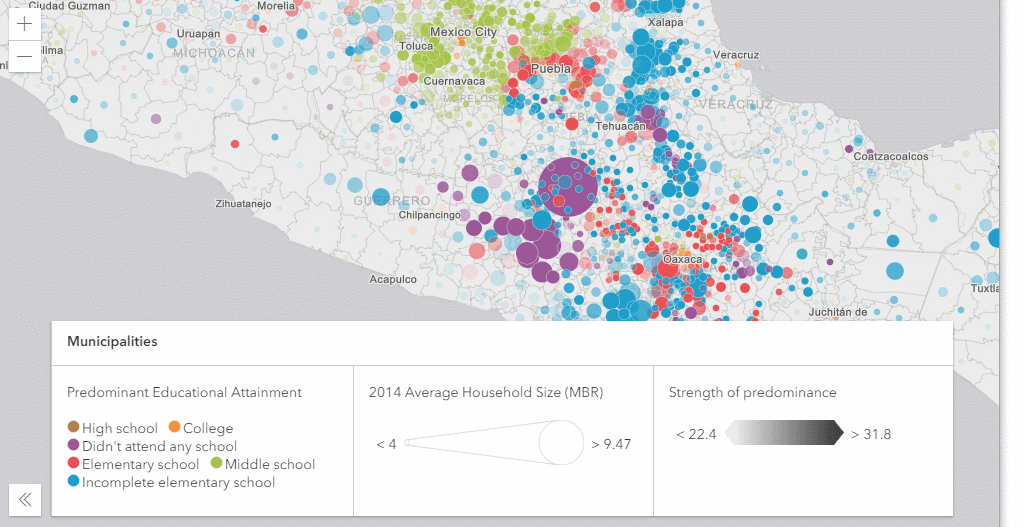 Ciudad Guzman
Morelia
Xalapa
Uruapan
Mexico City
Toluca
MICHOACÁN
Veracruz
Puebla
Cuernavaca
VERACRUZ
Tehuacán
Coatzacoalcos
GUERRERO
Zihuatanejo
Chilpancingo
Oaxaca
Acapulco
Tuxtla
Juchitán de
Municipalities
Predominant Educational Attainment
High school College
Didn't attend any school
Elementary school Middle school
Incomplete elementary school
2014 Average Household Size (MBR)
< 4 > 9.47
Strength of predominance
< 22.4 > 31.8